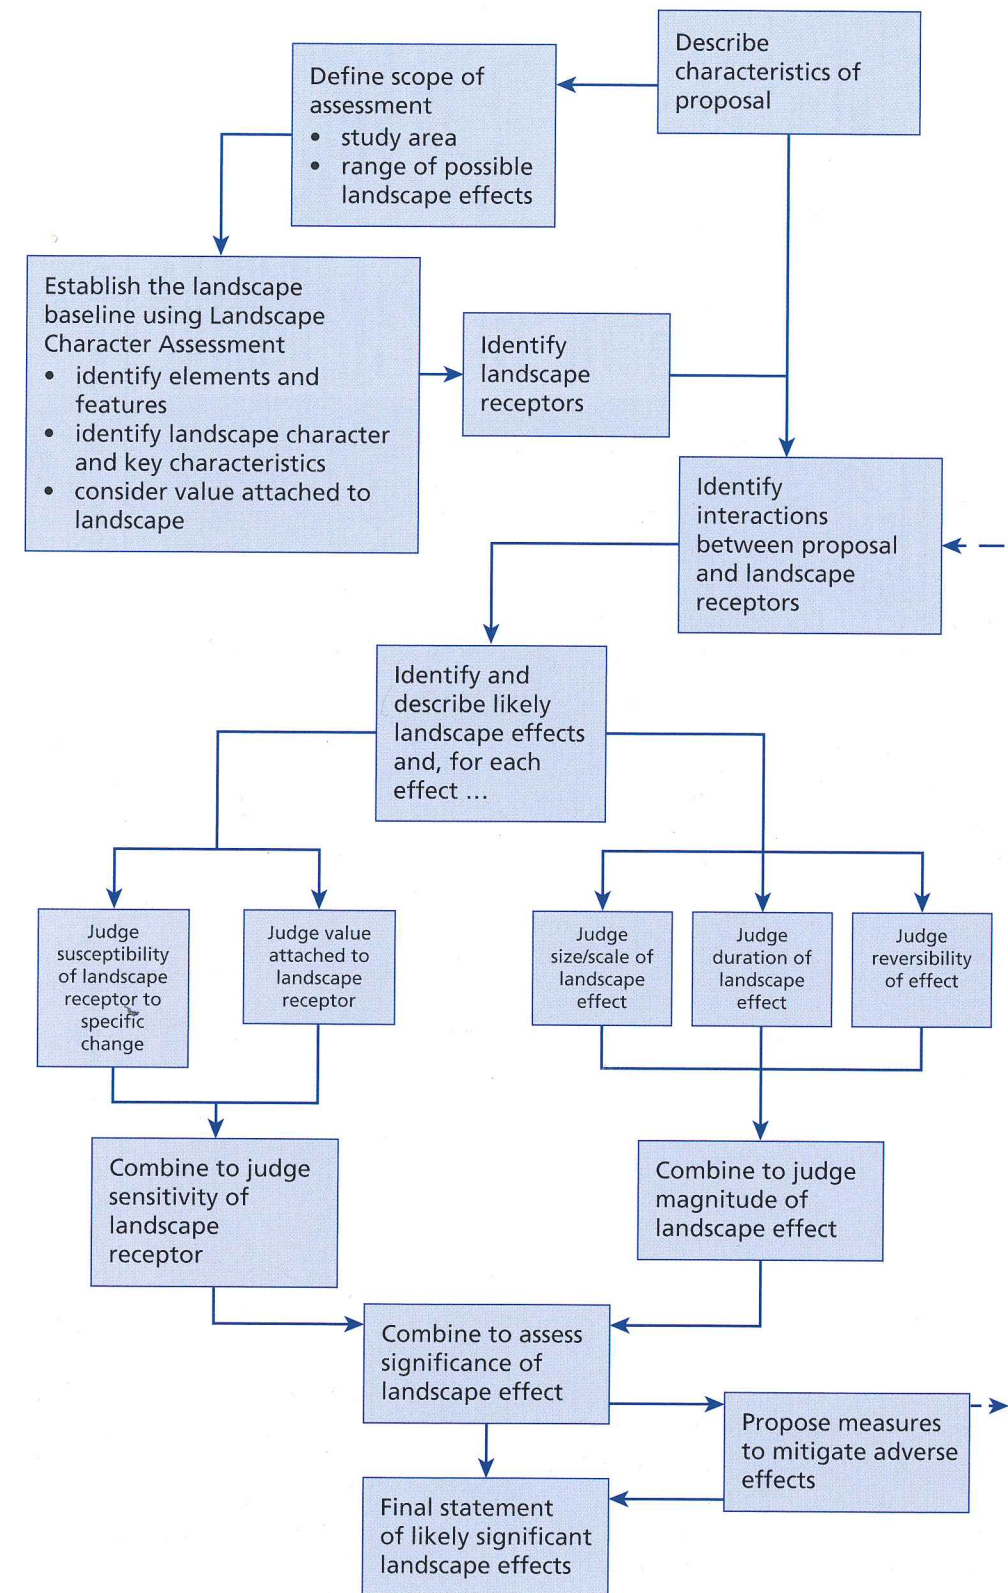 Describe
characteristics of
proposal
Define scope of
assessment
• study area
• range of possible
landscape effects
Establish the landscape
baseline using Landscape
Character Assessment
• identify elements and
features
• identify landscape character
and key characteristics
• consider value attached to
landscape
Identify
landscape
receptors
Identify
interactions
between proposal
and landscape
receptors
Identify and
describe likely
landscape effects
and, for each
effect ...
Judge
susceptibility
of landscape
receptor to
specific
change
Judge value
attached to
landscape
receptor
Judge
size/scale of
landscape
effect
Judge
duration of
landscape
effect
Judge
reversibility
of effect
Combine to judge
sensitivity of
landscape
receptor
Combine to judge
magnitude of
landscape effect
Combine to assess
significance of
landscape effect
Propose measures
to mitigate adverse
effects
Final statement
of likely significant
landscape effects